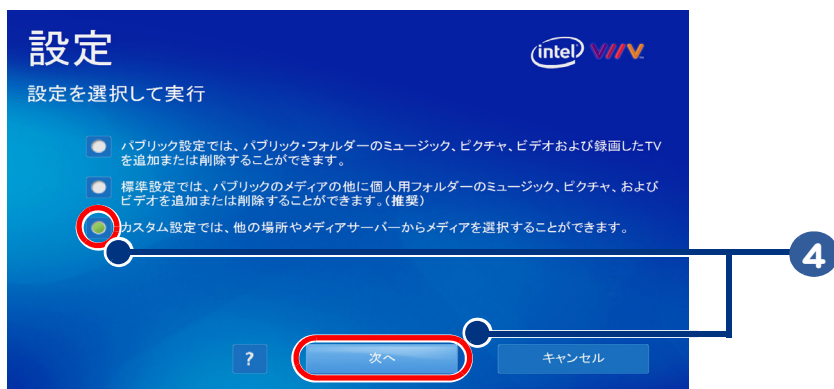 設定
intel VIIV
設定を選択して実行
パブリック設定では、パブリック・フォルダーのミュージック、ピクチャ、ビデオおよび録画したTV
を追加または削除することができます。
標準設定では、パブリックのメディアの他に個人用フォルダーのミュージック、ピクチャ、および
ビデオを追加または削除することができます。(推奨)
カスタム設定では、他の場所やメディアサーバーからメディアを選択することができます。
4
?
次へ
キャンセル